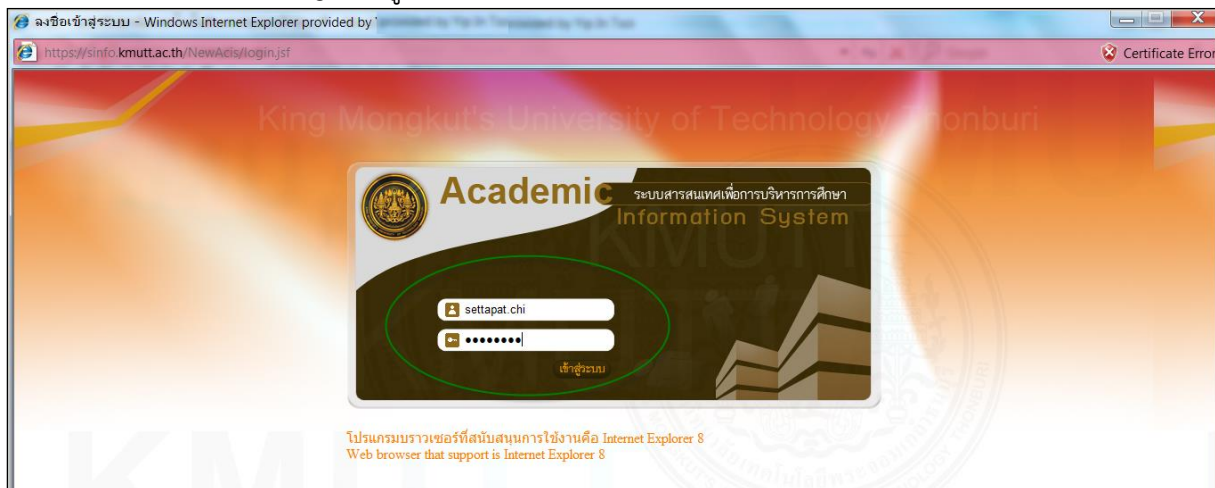 ลงชื่อเข้าสู่ระบบ - Windows Internet Explorer provided by
https://sinfo.kmutt.ac.th/NewAcis/login.jsf
Certificate Error
King Mongkut's University of Technology Thonburi
Academic
ระบบสารสนเทศเพื่อการบริหารการศึกษา
Information System
KMUTT
settapat.chi
••••••••
เข้าสู่ระบบ
โปรแกรมบราวเซอร์ที่สนับสนุนการใช้งานคือ Internet Explorer 8
Web browser that support is Internet Explorer 8